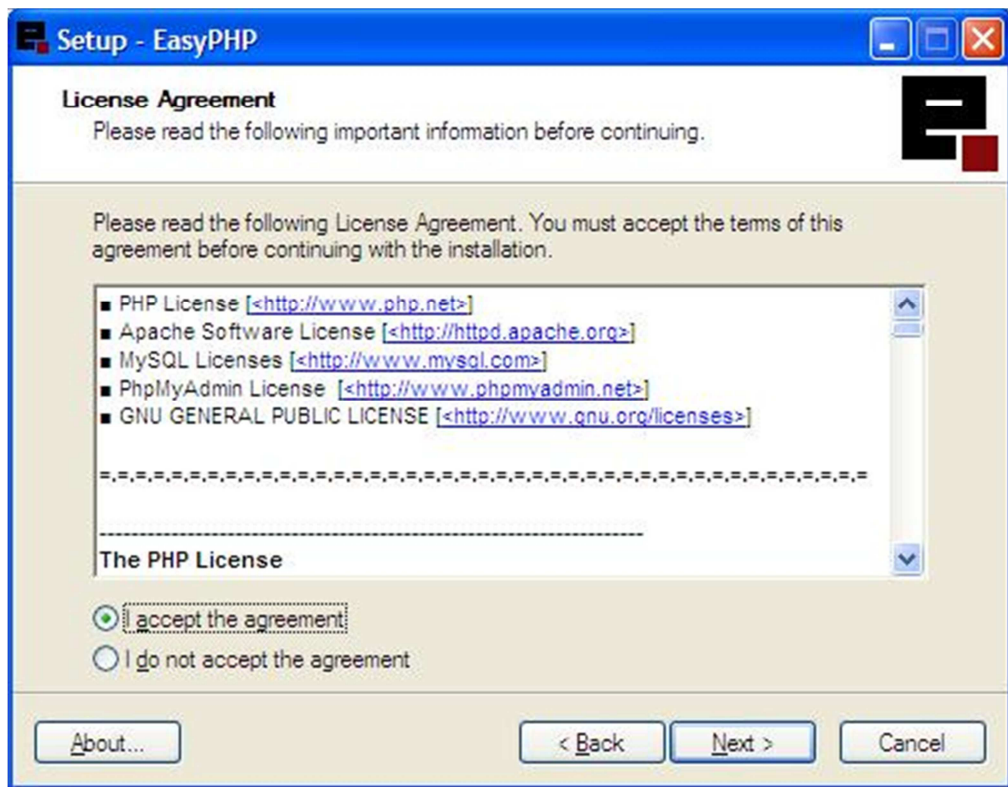 Setup - EasyPHP
License Agreement
Please read the following important information before continuing.
Please read the following License Agreement. You must accept the terms of this
agreement before continuing with the installation.
■ PHP License [<http://www.php.net>]
■ Apache Software License [<http://httpd.apache.org>]
■ MySQL Licenses [<http://www.mysql.com>]
■ PhpMyAdmin License [<http://www.phpmyadmin.net>]
■ GNU GENERAL PUBLIC LICENSE [<http://www.gnu.org/licenses>]
=.=.=.=.=.=.=.=.=.=.=.=.=.=.=.=.=.=.=.=.=.=.=.=.=.=.=.=.=.=.=.=.=.=.=.=.=.=.=.=.=.=.=
--------------------------------------------------------------------
The PHP License
I accept the agreement
I do not accept the agreement
About...
< Back
Next >
Cancel